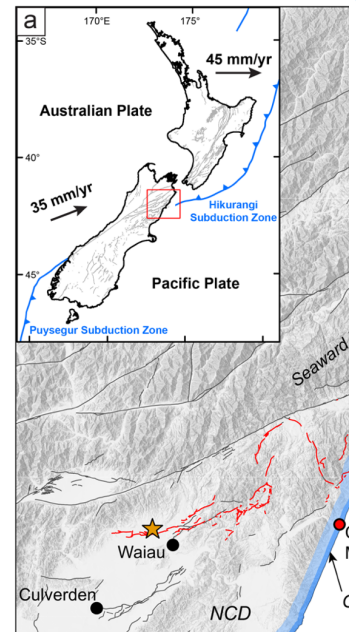 a
170°E
175°
35°S
45 mm/yr
Australian Plate
40°
35 mm/yr
Hikurangi
Subduction Zone
45°
Pacific Plate
Puysegur Subduction Zone
Seaward
Waiau
Culverden
NCD